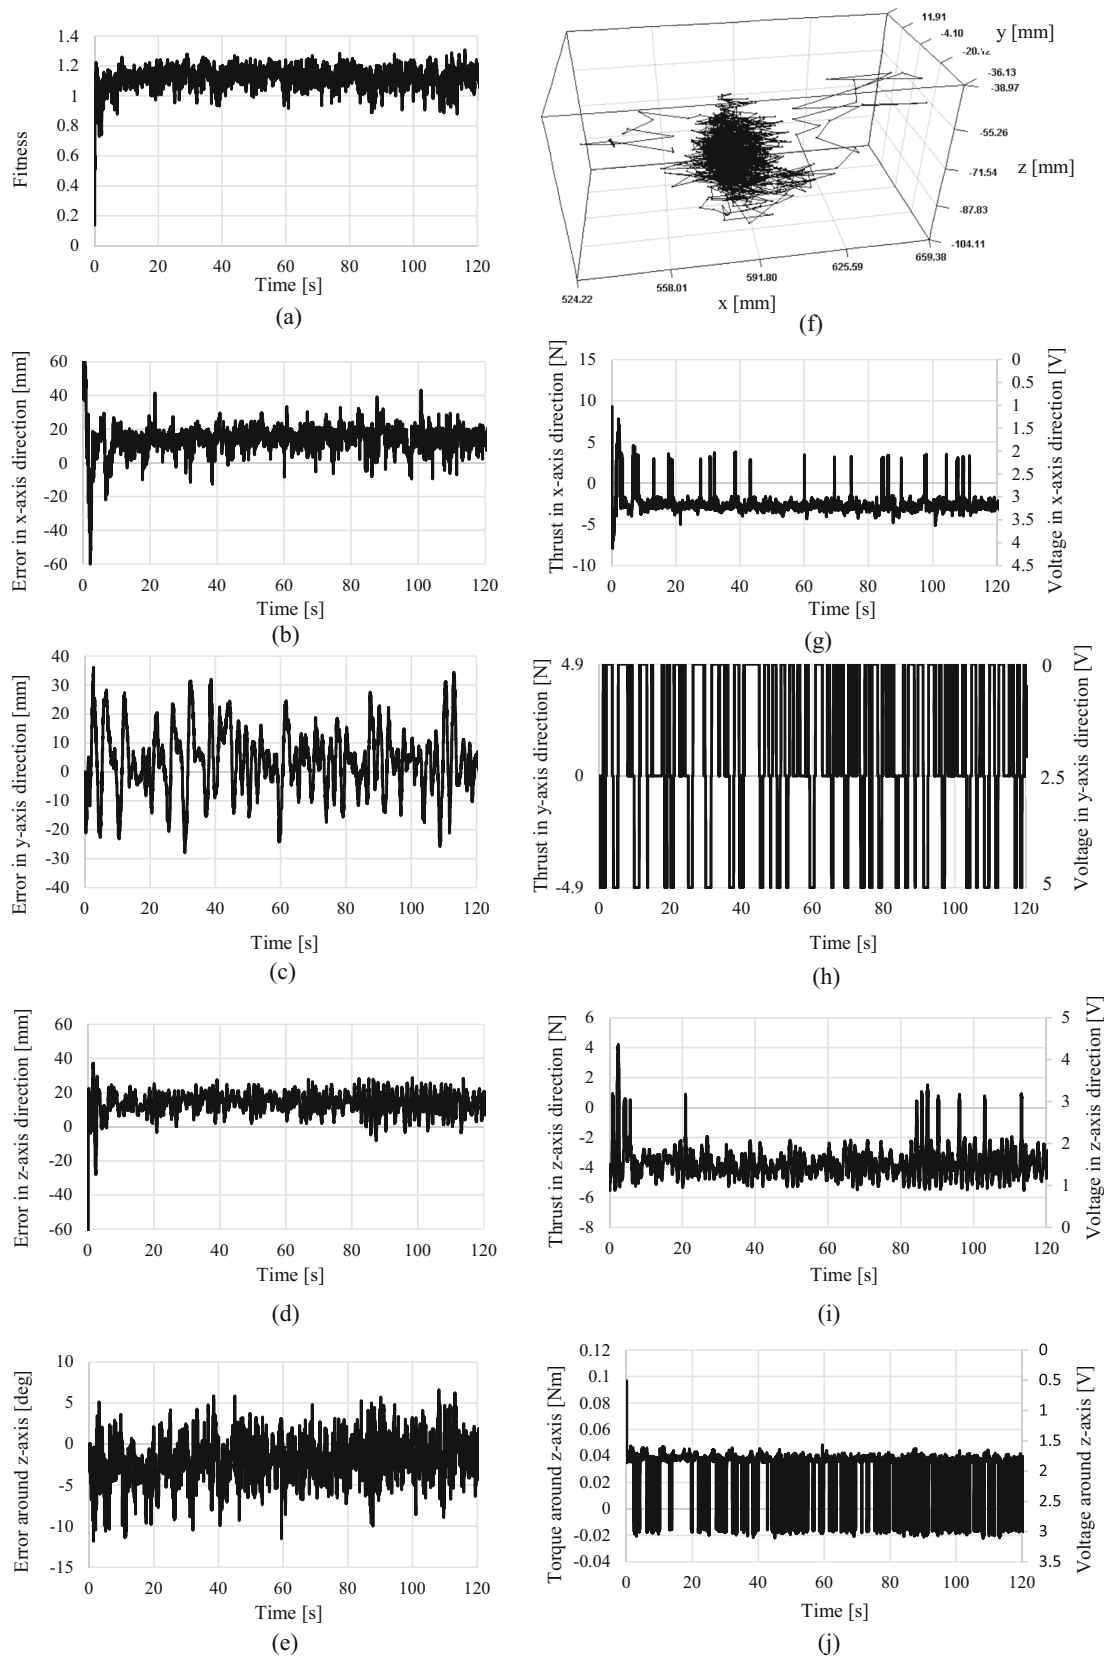 1.4
1.2
1
0.8
0.6
0.4
0.2
0
Fitness
0 20 40 60 80 100 120
Time [s]
(a)
11.91
-4.10
y [mm]
-36.13
-38.97
-55.26
-71.54
z [mm]
-87.83
-104.11
659.38
625.59
591.80
558.01
524.22
x [mm]
(f)
60
40
20
0
-20
-40
-60
Error in x-axis direction [mm]
0 20 40 60 80 100 120
Time [s]
(b)
15
10
5
0
-5
-10
Thrust in x-axis direction [N]
0
0.5
1
1.5
2
2.5
3
3.5
4
4.5
Voltage in x-axis direction [V]
0 20 40 60 80 100 120
Time [s]
(g)
40
30
20
10
0
-10
-20
-30
-40
Error in y-axis direction [mm]
0 20 40 60 80 100 120
Time [s]
(c)
4.9
0
-4.9
Thrust in y-axis direction [N]
0
2.5
5
Voltage in y-axis direction [V]
0 20 40 60 80 100 120
Time [s]
(h)
60
40
20
0
-20
-40
-60
Error in z-axis direction [mm]
0 20 40 60 80 100 120
Time [s]
(d)
6
4
2
0
-2
-4
-6
-8
Thrust in z-axis direction [N]
5
4
3
2
1
0
Voltage in z-axis direction [V]
0 20 40 60 80 100 120
Time [s]
(i)
10
5
0
-5
-10
-15
Error around z-axis [deg]
0 20 40 60 80 100 120
Time [s]
(e)
0.12
0.1
0.08
0.06
0.04
0.02
0
-0.02
-0.04
Torque around z-axis [Nm]
0
0.5
1
1.5
2
2.5
3
3.5
Voltage around z-axis [V]
0 20 40 60 80 100 120
Time [s]
(j)